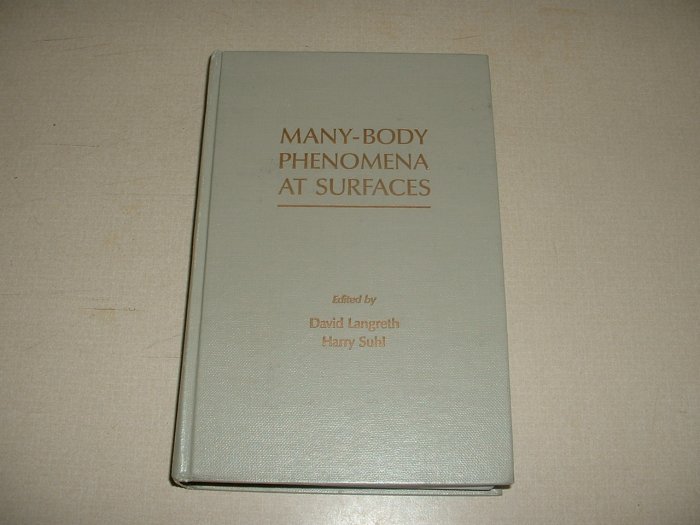 MANY-BODY
PHENOMENA
AT SURFACES
Edited by
David Langreth
Harry Suhl